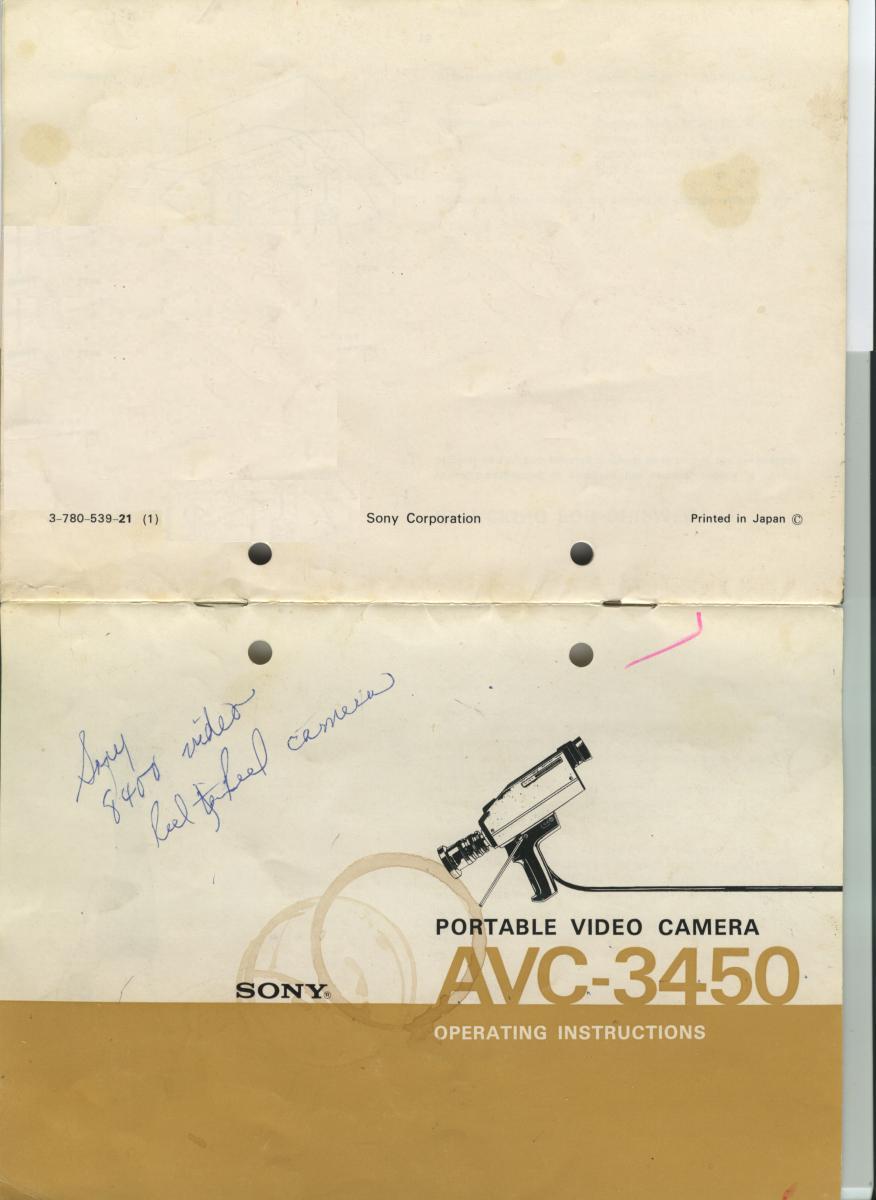 3-780-539-21 (1) Sony Corporation Printed in Japan ©
Sony
8400 video
Reel to Reel camera
PORTABLE VIDEO CAMERA
AVC-3450
SONY®
OPERATING INSTRUCTIONS